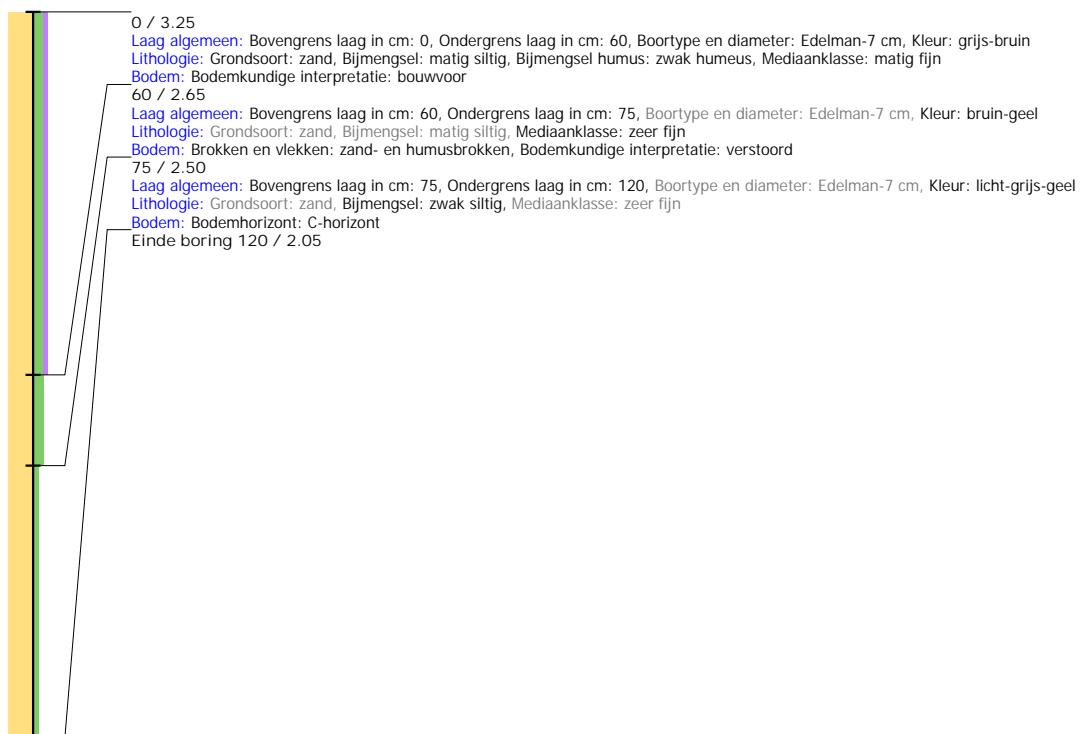 0 / 3.25
Laag algemeen: Bovengrens laag in cm: 0, Ondergrens laag in cm: 60, Boortype en diameter: Edelman-7 cm, Kleur: grijs-bruin
Lithologie: Grondsoort: zand, Bijmengsel: matig siltig, Bijmengsel humus: zwak humeus, Mediaanklasse: matig fijn
Bodem: Bodemkundige interpretatie: bouwvoor
60 / 2.65
Laag algemeen: Bovengrens laag in cm: 60, Ondergrens laag in cm: 75, Boortype en diameter: Edelman-7 cm, Kleur: bruin-geel
Lithologie: Grondsoort: zand, Bijmengsel: matig siltig, Mediaanklasse: zeer fijn
Bodem: Brokken en vlekken: zand- en humusbrokken, Bodemkundige interpretatie: verstoord
75 / 2.50
Laag algemeen: Bovengrens laag in cm: 75, Ondergrens laag in cm: 120, Boortype en diameter: Edelman-7 cm, Kleur: licht-grijs-geel
Lithologie: Grondsoort: zand, Bijmengsel: zwak siltig, Mediaanklasse: zeer fijn
Bodem: Bodemhorizont: C-horizont
Einde boring 120 / 2.05